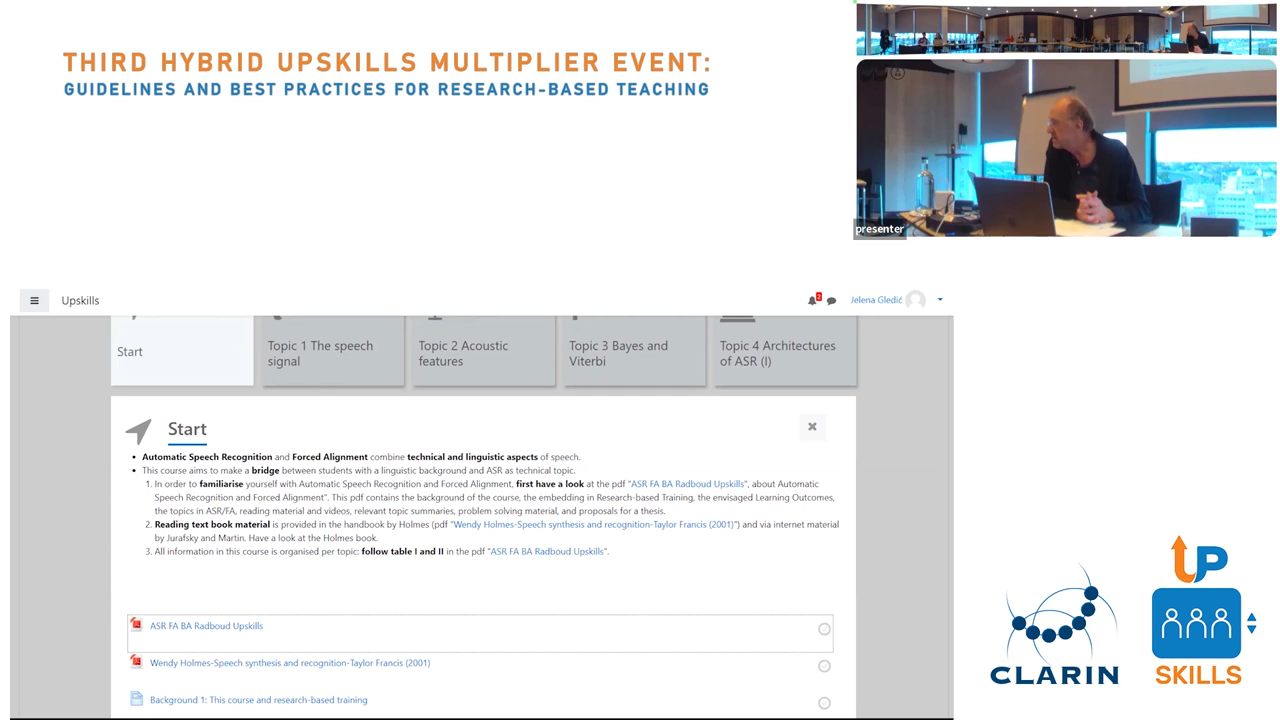 THIRD HYBRID UPSKILLS MULTIPLIER EVENT:
GUIDELINES AND BEST PRACTICES FOR RESEARCH-BASED TEACHING
presenter
Upskills
2
Jelena Gledić
Start
Topic 1 The speech
signal
Topic 2 Acoustic
features
Topic 3 Bayes and
Viterbi
Topic 4 Architectures
of ASR (I)
Start
• Automatic Speech Recognition and Forced Alignment combine technical and linguistic aspects of speech.
• This course aims to make a bridge between students with a linguistic background and ASR as technical topic.
1. In order to familiarise yourself with Automatic Speech Recognition and Forced Alignment, first have a look at the pdf "ASR FA BA Radboud Upskills", about Automatic
Speech Recognition and Forced Alignment". This pdf contains the background of the course, the embedding in Research-based Training, the envisaged Learning Outcomes,
the topics in ASR/FA, reading material and videos, relevant topic summaries, problem solving material, and proposals for a thesis.
2. Reading text book material is provided in the handbook by Holmes (pdf "Wendy Holmes-Speech synthesis and recognition-Taylor Francis (2001)") and via internet material
by Jurafsky and Martin. Have a look at the Holmes book.
3. All information in this course is organised per topic: follow table I and II in the pdf "ASR FA BA Radboud Upskills".
ASR FA BA Radboud Upskills
Wendy Holmes-Speech synthesis and recognition-Taylor Francis (2001)
Background 1: This course and research-based training
CLARIN
UP
SKILLS